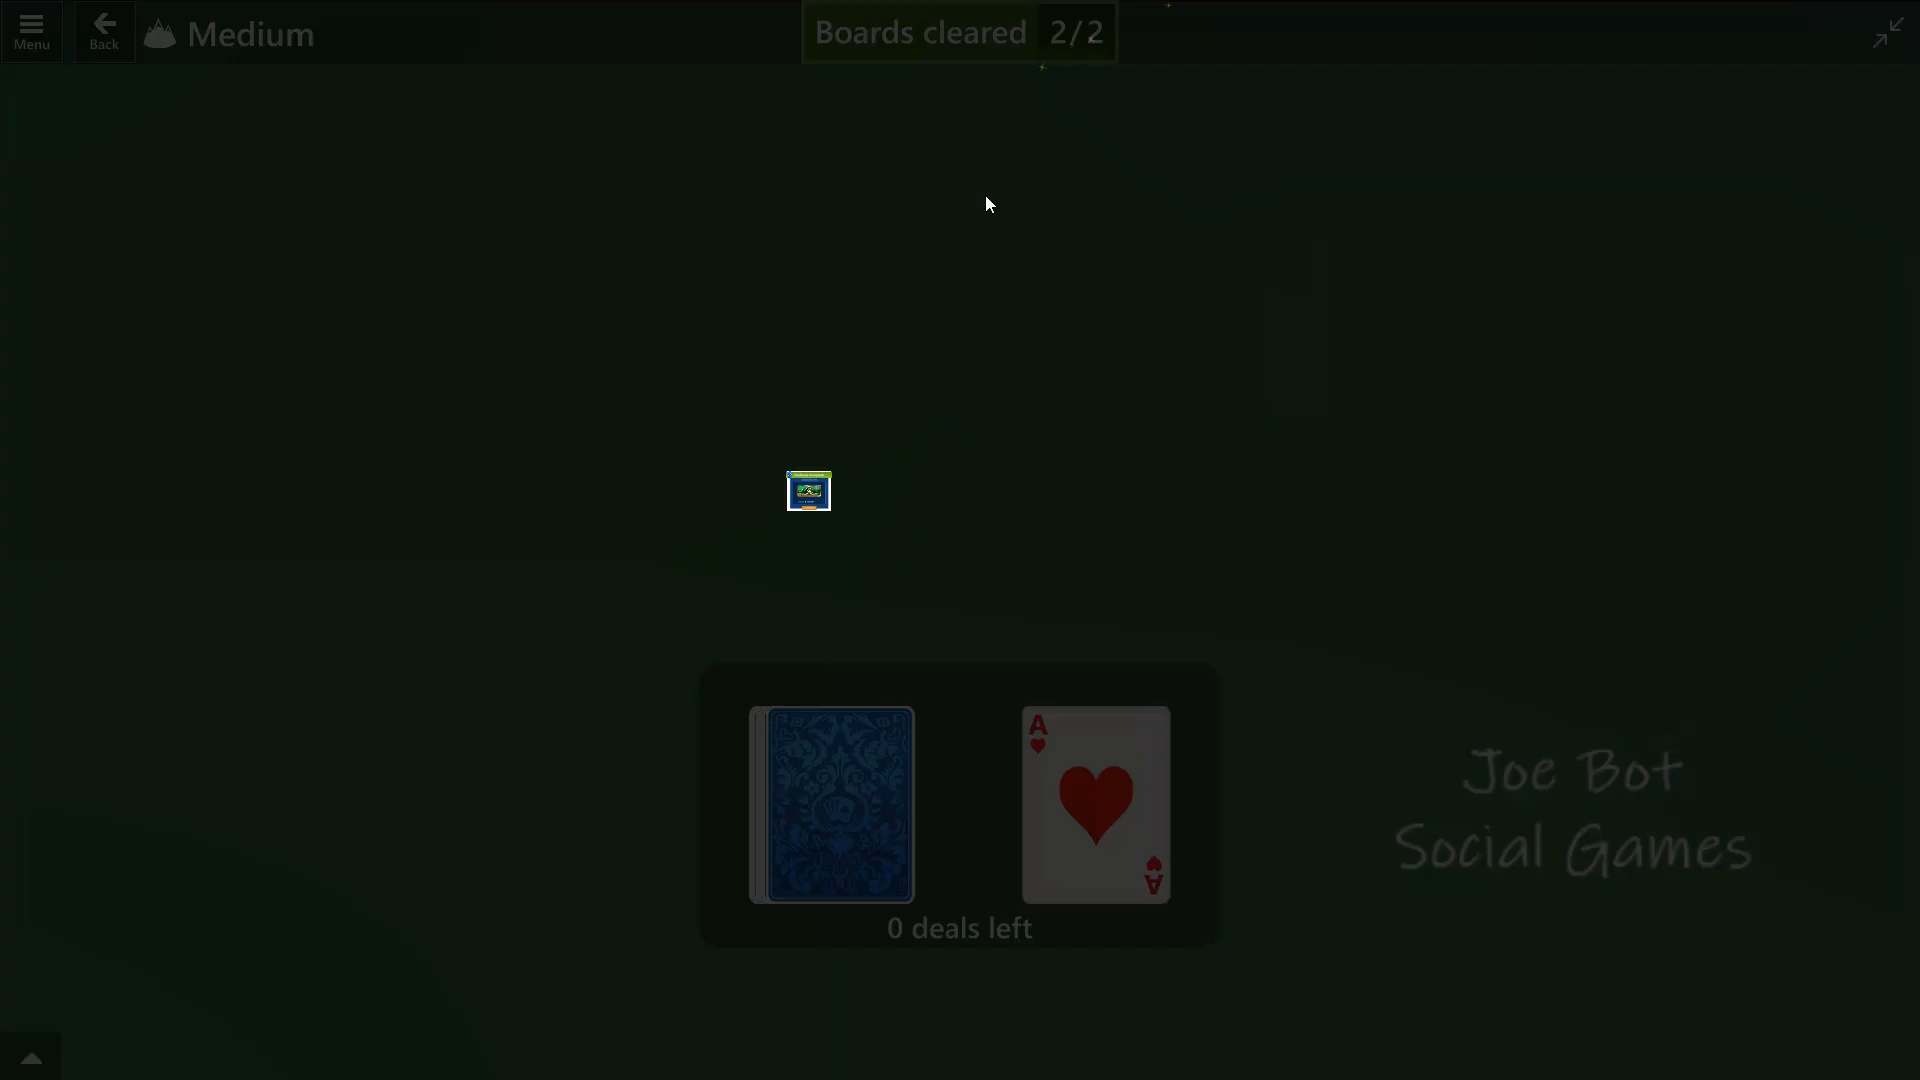 Menu
Back
Medium
Boards cleared 2/2
A
A
0 deals left
Joe Bot
Social Games